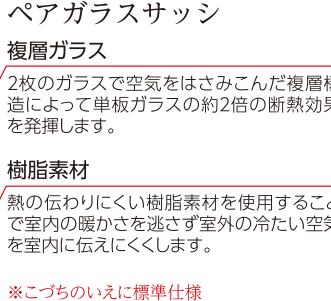 ペアガラスサッシ
複層ガラス
2枚のガラスで空気をはさみこんだ複層構
造によって単板ガラスの約2倍の断熱効果
を発揮します。
樹脂素材
熱の伝わりにくい樹脂素材を使用するこ
で室内の暖かさを逃さず室外の冷たい空気
を室内に伝えにくくします。
※こづちのいえに標準仕様